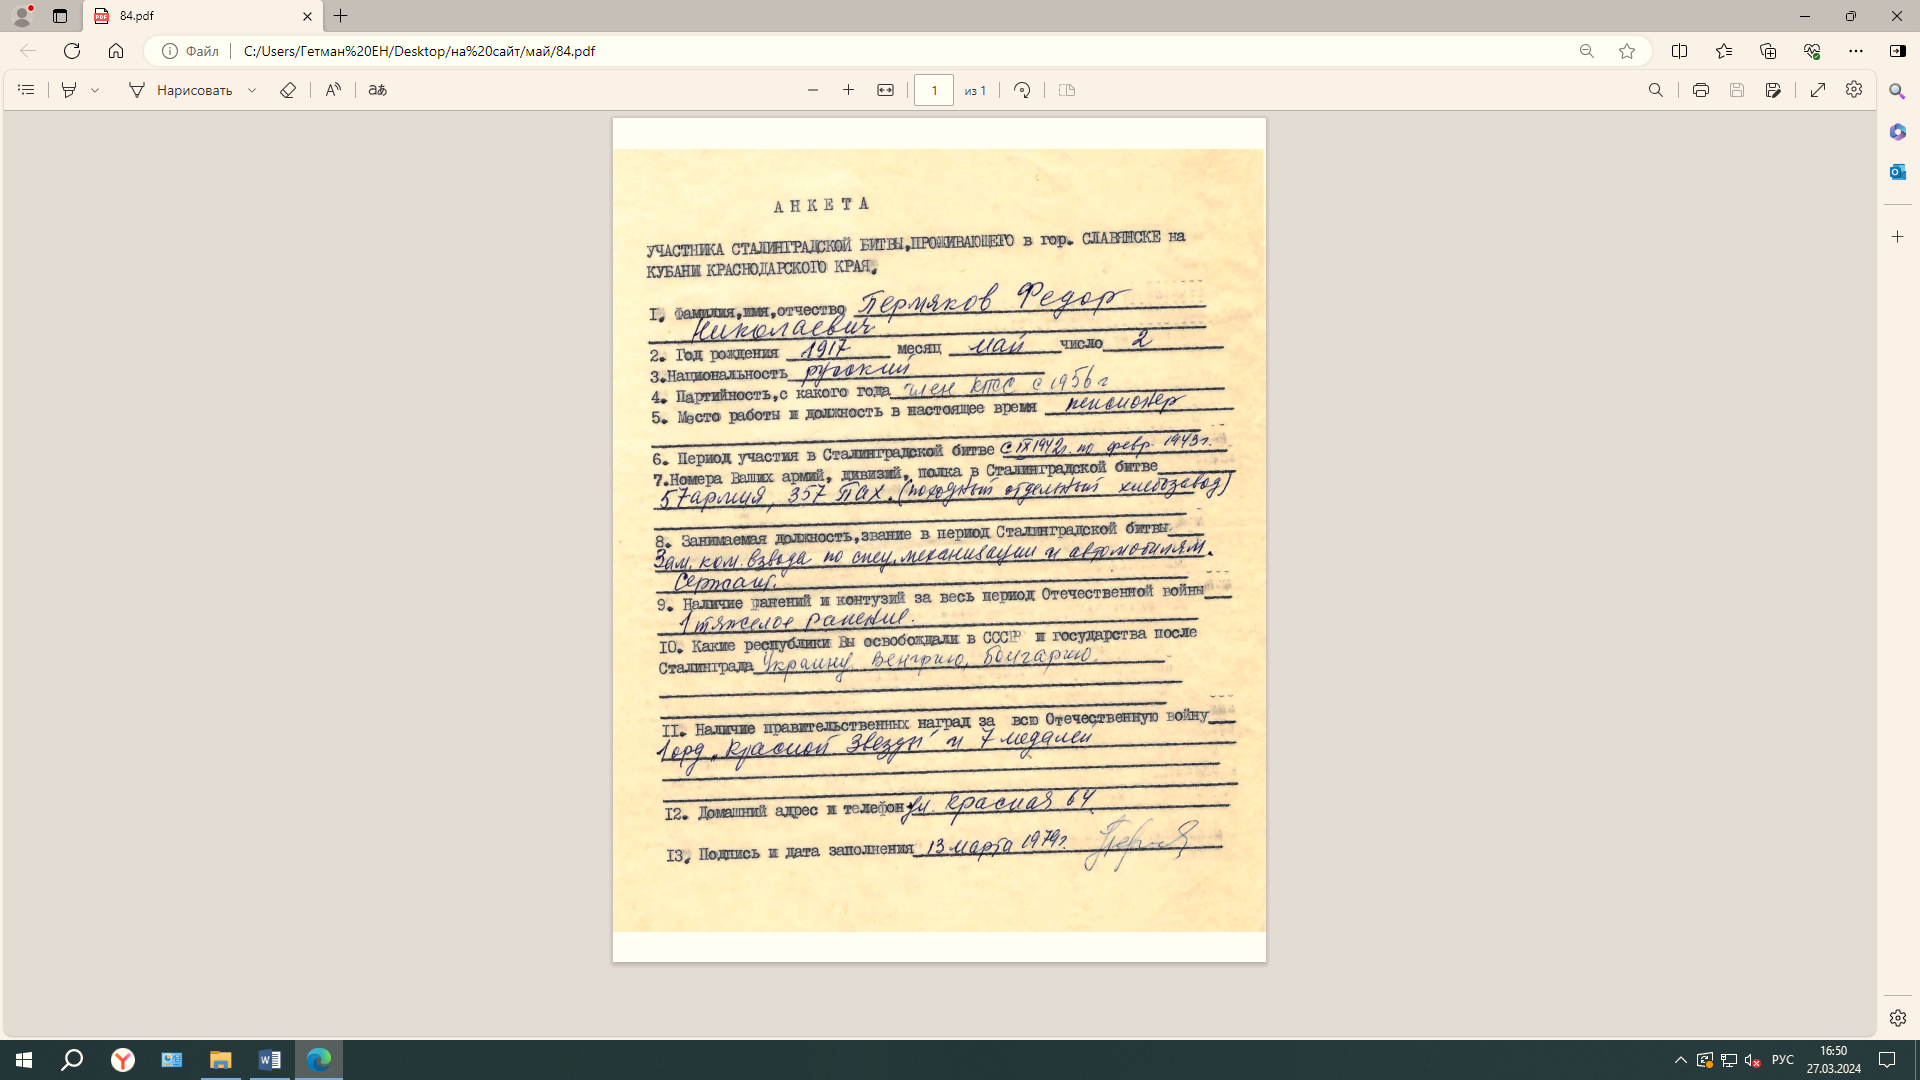 84.pdf
Файл
C:/Users/Гетман%20ЕН/Desktop/на%20сайт/май/84.pdf
Нарисовать
1
из 1
АНКЕТА
УЧАСТНИКА СТАЛИНГРАДСКОЙ БИТВЫ,ПРОЖИВАЮЩЕГО в гор. СЛАВЯНСКЕ на
КУБАНИ КРАСНОДАРСКОГО КРАЯ.
I. Фамилия,имя,отчество Пермяков Федор
Николаевич
2. Год рождения 1917 месяц май число 2
3.Национальность русский
4. Партийность,с какого года член КПСС с 1956 г
5. Место работы и должность в настоящее время пенсионер
6. Период участия в Сталинградской битве с IX 1942г. по февр. 1943г.
7.Номера Ваших армий, дивизий, полка в Сталинградской битве
57 армия, 357 ПАХ. (походный отдельный хлебозавод)
8. Занимаемая должность,звание в период Сталинградской битвы
Зам. ком. взвода по спец. механизации и автомобилям.
Сержант.
9. Наличие ранений и контузий за весь период Отечественной войны
1 тяжелое ранение.
IO. Какие республики Вы освобождали в СССР и государства после
Сталинграда Украину, Венгрию, Болгарию.
II. Наличие правительственных наград за всю Отечественную войну
1 орд „Красной Звезды" и 7 медалей
I2. Домашний адрес и телефон ул. Красная 64
I3. Подпись и дата заполнения 13 марта 1979г.
РУС
16:50
27.03.2024